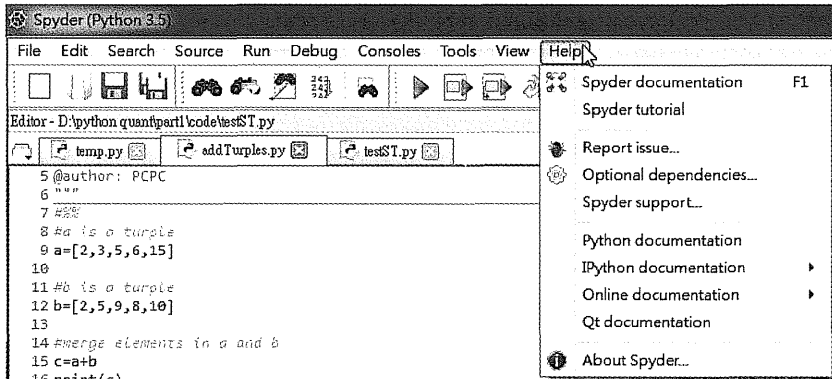 Spyder (Python 3.5)
File Edit Search Source Run Debug Consoles Tools View Help
Editor - D:\python quant\part1\code\testST.py
temp.py addTurples.py testST.py
5 @author: PCPC
6 """
7 #%%
8 #a is a turple
9 a=[2,3,5,6,15]
10
11 #b is a turple
12 b=[2,5,9,8,10]
13
14 #merge elements in a and b
15 c=a+b
16 print(c)
Spyder documentation F1
Spyder tutorial
Report issue...
Optional dependencies...
Spyder support...
Python documentation
IPython documentation
Online documentation
Qt documentation
About Spyder...